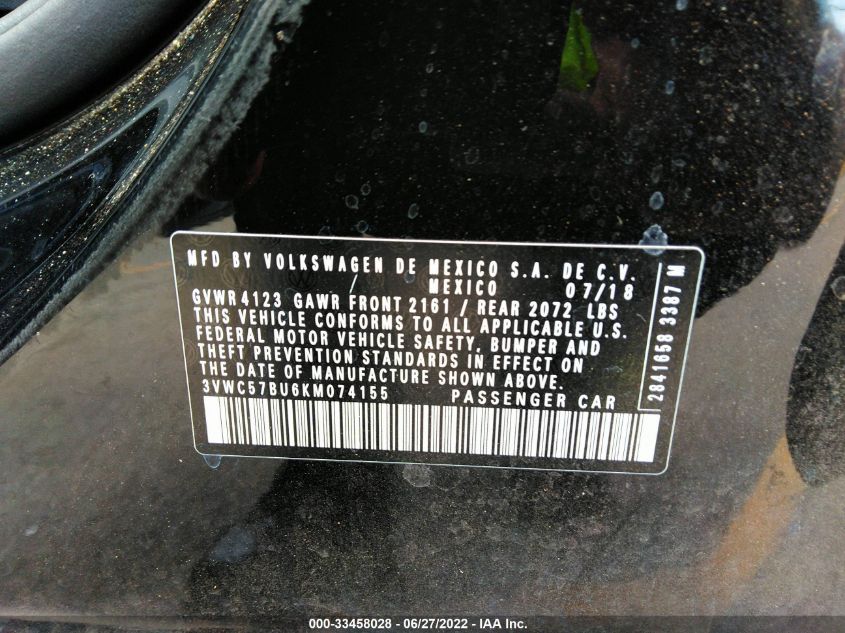 MFD BY VOLKSWAGEN DE MEXICO S.A. DE C.V.
/ MEXICO 07/18
GVWR 4123 GAWR FRONT 2161 / REAR 2072 LBS
THIS VEHICLE CONFORMS TO ALL APPLICABLE U.S.
FEDERAL MOTOR VEHICLE SAFETY, BUMPER AND
THEFT PREVENTION STANDARDS IN EFFECT ON
THE DATE OF MANUFACTURE SHOWN ABOVE.
3VWC57BU6KM074155 PASSENGER CAR
2841658 3387 M
000-33458028 - 06/27/2022 - IAA Inc.